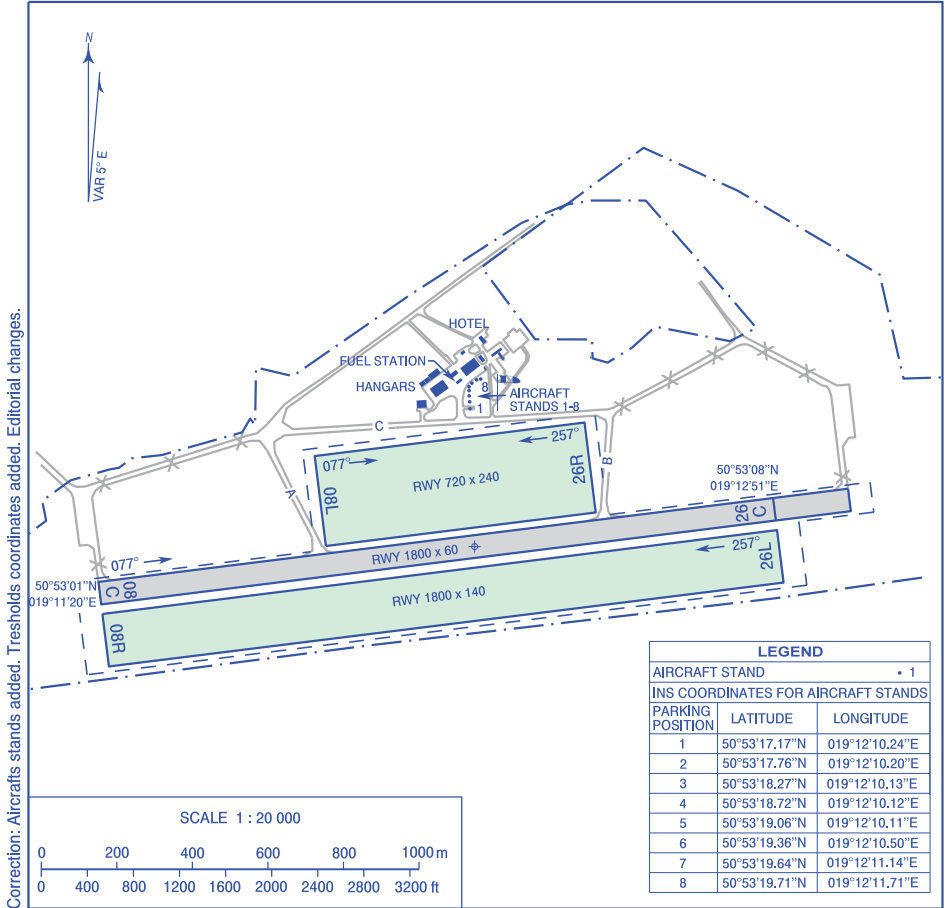 Correction: Aircrafts stands added. Tresholds coordinates added. Editorial changes.
N
VAR 5° E
HOTEL
FUEL STATION
HANGARS
8
1
AIRCRAFT
STANDS 1-8
C
A
B
077°
257°
08L
RWY 720 x 240
26R
50°53'08"N
019°12'51"E
077°
26
C
RWY 1800 x 60
257°
50°53'01"N
019°11'20"E
08
C
26L
RWY 1800 x 140
08R
LEGEND
AIRCRAFT STAND • 1
INS COORDINATES FOR AIRCRAFT STANDS
PARKING
POSITION LATITUDE LONGITUDE
1 50°53'17.17"N 019°12'10.24"E
2 50°53'17.76"N 019°12'10.20"E
3 50°53'18.27"N 019°12'10.13"E
4 50°53'18.72"N 019°12'10.12"E
5 50°53'19.06"N 019°12'10.11"E
6 50°53'19.36"N 019°12'10.50"E
7 50°53'19.64"N 019°12'11.14"E
8 50°53'19.71"N 019°12'11.71"E
SCALE 1 : 20 000
0 200 400 600 800 1000 m
0 400 800 1200 1600 2000 2400 2800 3200 ft